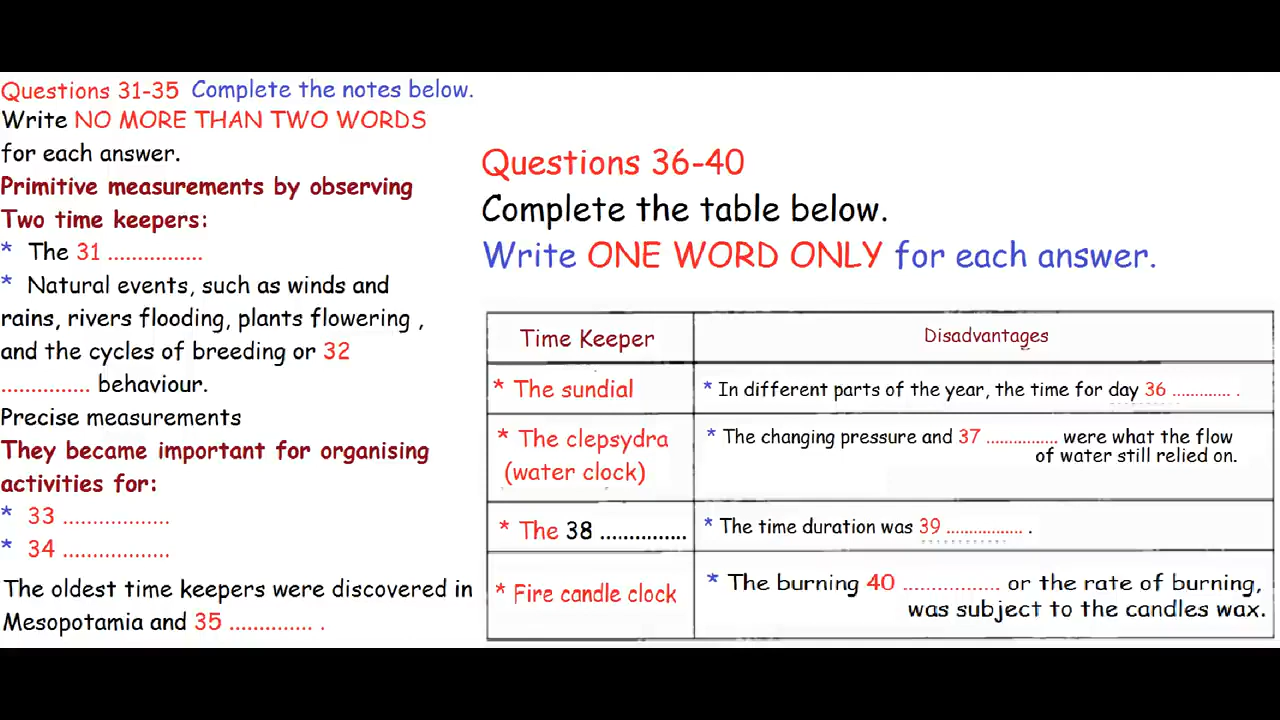 Questions 31-35 Complete the notes below.
Write NO MORE THAN TWO WORDS
for each answer.
Primitive measurements by observing
Two time keepers:
* The 31 ...............
* Natural events, such as winds and
rains, rivers flooding, plants flowering ,
and the cycles of breeding or 32
.............. behaviour.
Precise measurements
They became important for organising
activities for:
* 33 .................
* 34 .................
The oldest time keepers were discovered in
Mesopotamia and 35 ............. .
Questions 36-40
Complete the table below.
Write ONE WORD ONLY for each answer.
Time Keeper
Disadvantages
* The sundial
* In different parts of the year, the time for day 36 ............ .
* The clepsydra
(water clock)
* The changing pressure and 37 .............. were what the flow
of water still relied on.
* The 38 ...............
* The time duration was 39 ............... .
* Fire candle clock
* The burning 40 ................ or the rate of burning,
was subject to the candles wax.